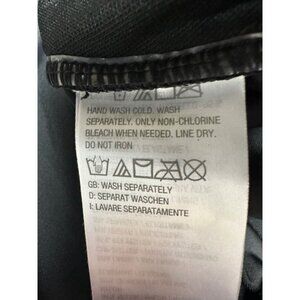 HAND WASH COLD. WASH
SEPARATELY. ONLY NON-CHLORINE
BLEACH WHEN NEEDED. LINE DRY.
DO NOT IRON
GB: WASH SEPARATELY
D: SEPARAT WASCHEN
I: LAVARE SEPARATAMENTE